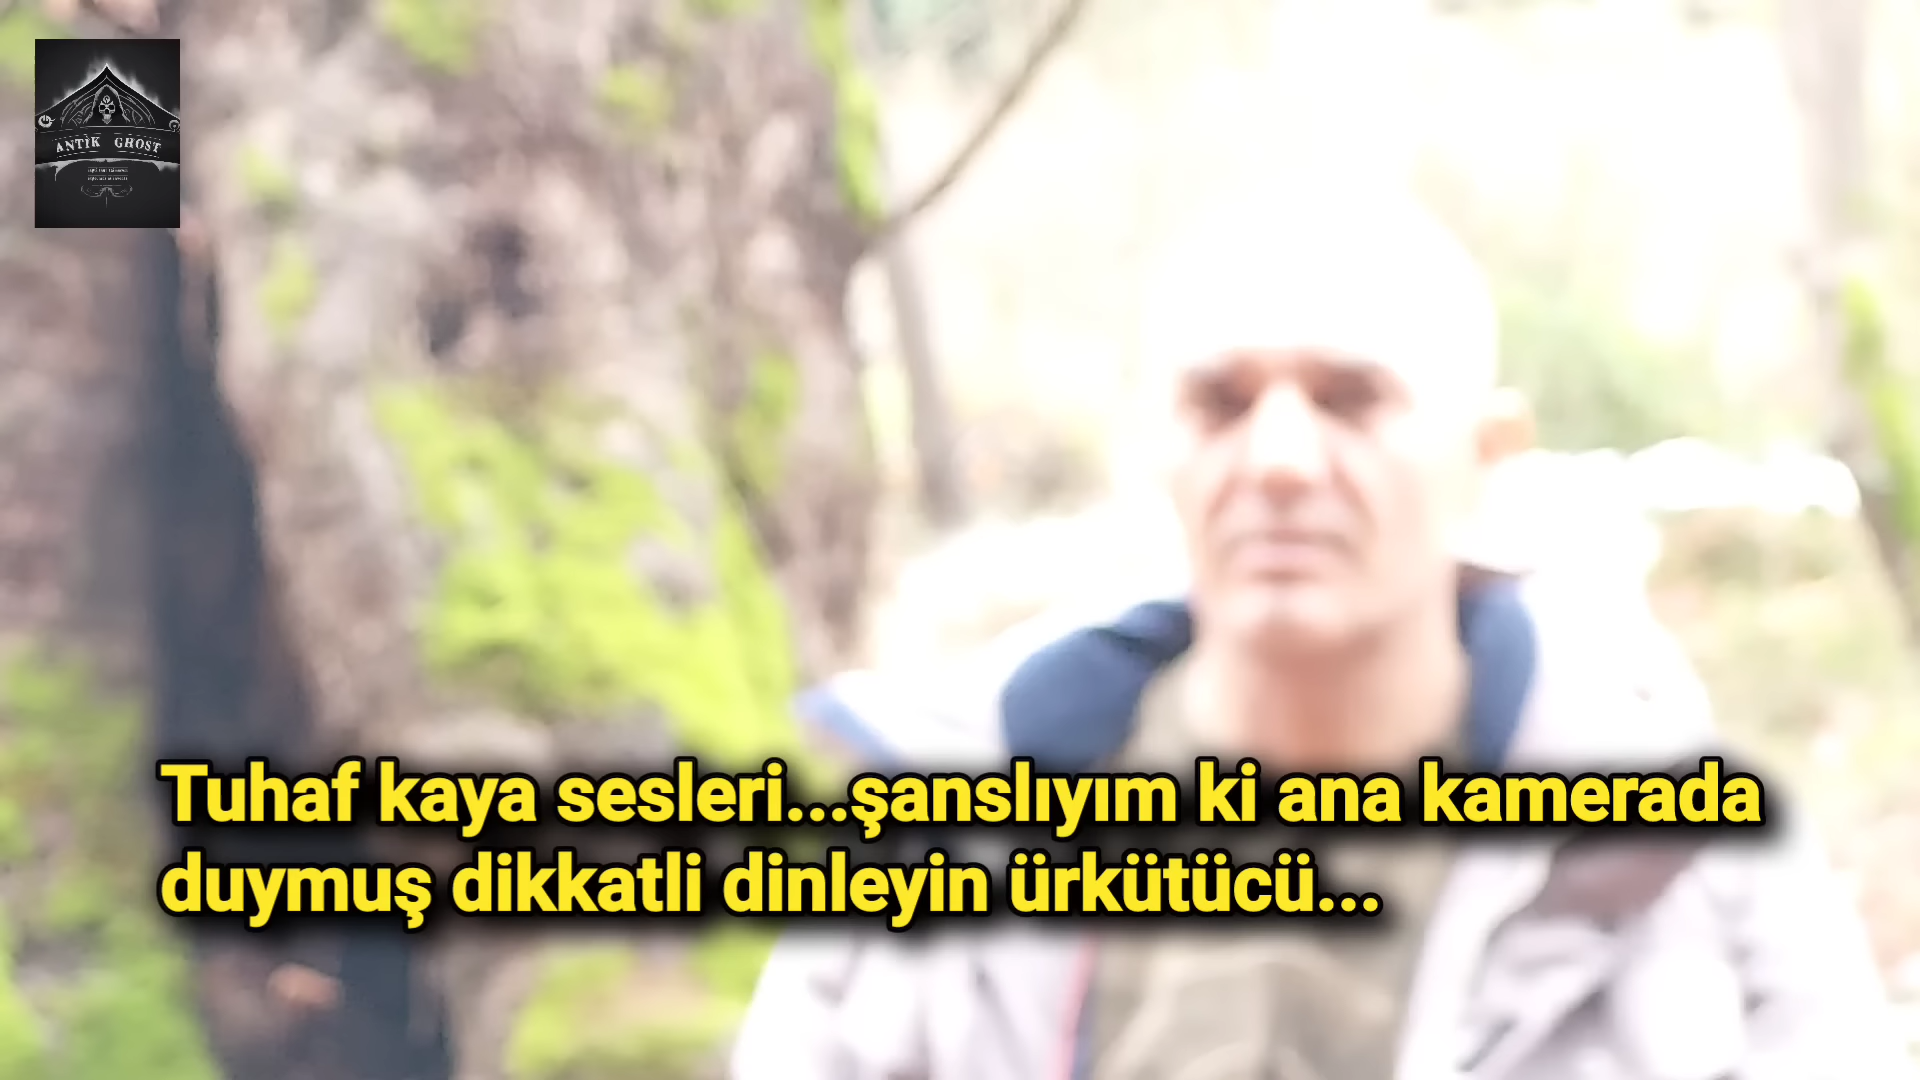 ANTİK GHOST
Tuhaf kaya sesleri...şanslıyım ki ana kamerada
duymuş dikkatli dinleyin ürkütücü...